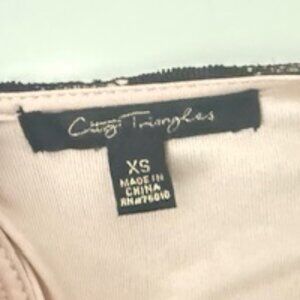 City Triangles
XS
MADE IN
CHINA
RN#76010